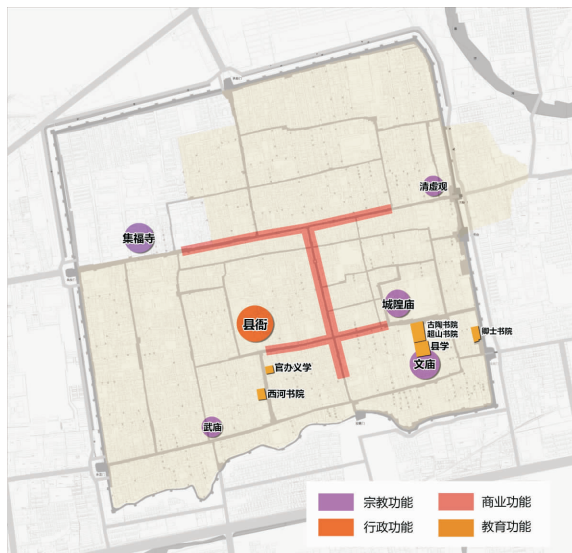 清虚观
集福寺
城隍庙
县衙
古陶书院
超山书院
卿士书院
县学
文庙
官办义学
西河书院
武庙
宗教功能
商业功能
行政功能
教育功能